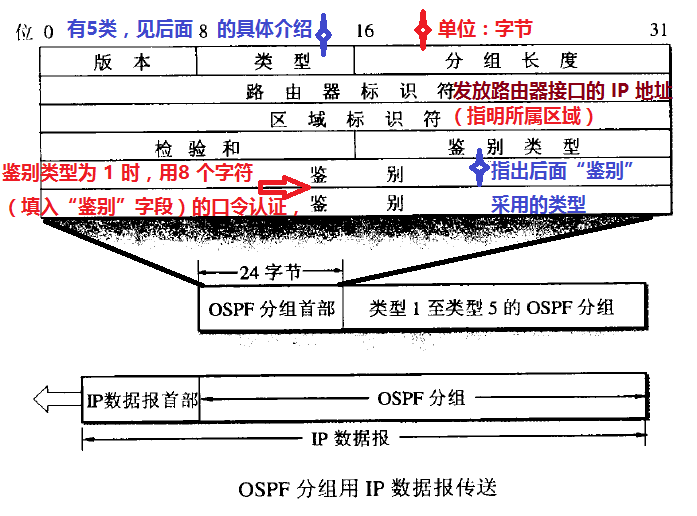 位 0 有5类，见后面 8 的具体介绍 16 单位：字节 31
版本 类型 分组长度
路由器标识符 发放路由器接口的 IP 地址
区域标识符（指明所属区域）
检验和 鉴别类型
鉴别类型为 1 时，用8 个字符 鉴别 指出后面“鉴别”
（填入“鉴别”字段）的口令认证， 鉴别 采用的类型
24 字节
OSPF 分组首部 类型 1 至类型 5 的 OSPF 分组
IP数据报首部 OSPF 分组
IP 数据报
OSPF 分组用 IP 数据报传送